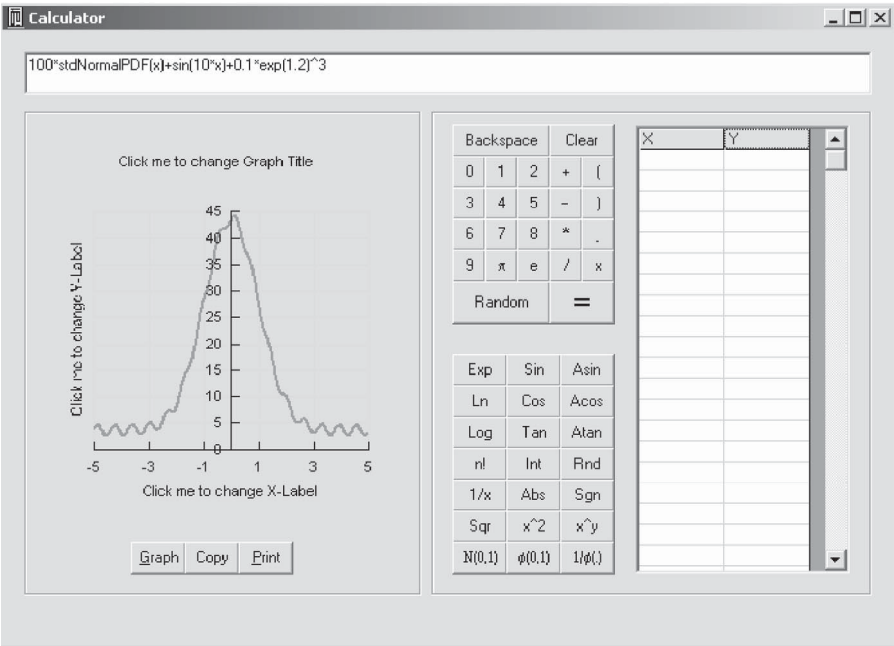 Calculator
100*stdNormalPDF(x)+sin(10*x)+0.1*exp(1.2)^3
Click me to change Graph Title
Click me to change Y-Label
45
40
35
30
25
20
15
10
5
0
-5 -3 -1 1 3 5
Click me to change X-Label
Graph Copy Print
Backspace Clear
0 1 2 + (
3 4 5 - )
6 7 8 * .
9 π e / x
Random =
Exp Sin Asin
Ln Cos Acos
Log Tan Atan
n! Int Rnd
1/x Abs Sgn
Sqr x^2 x^y
N(0,1) ϕ(0,1) 1/ϕ(.)
X Y